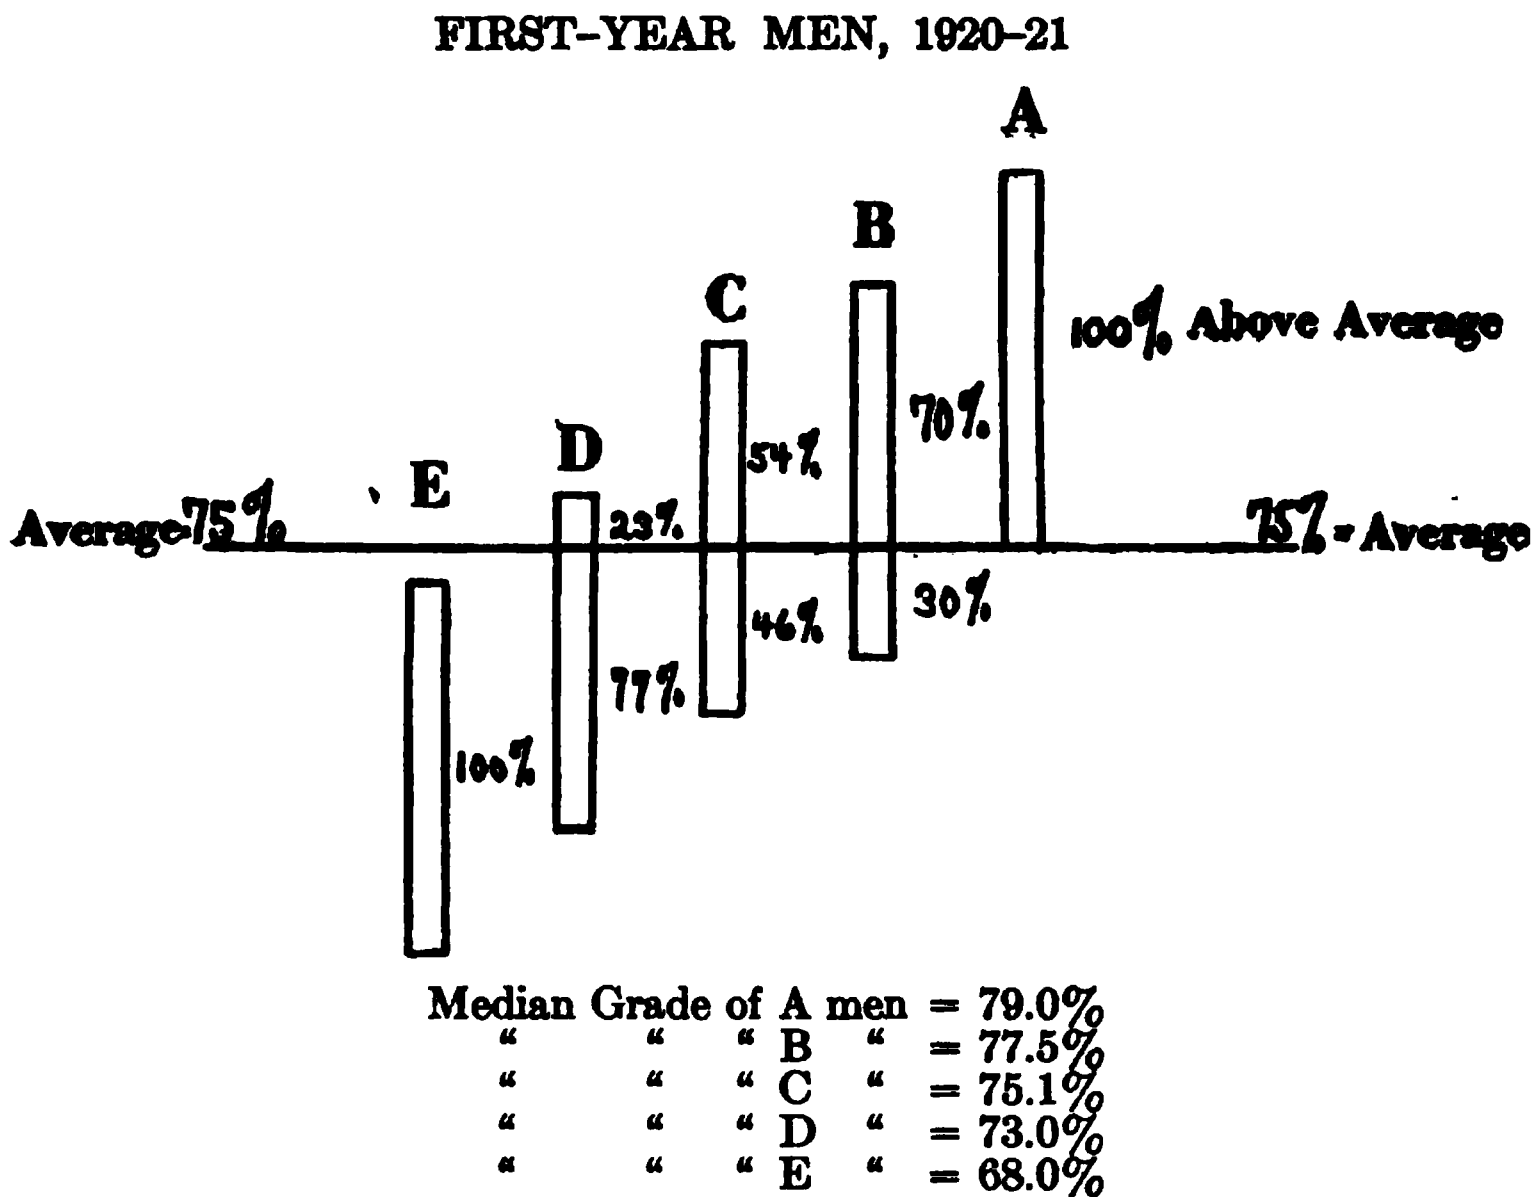 FIRST-YEAR MEN, 1920-21
A
B
C
100% Above Average
D
70%
54%
E
Average=75%
23%
75%=Average
46%
30%
77%
100%
Median Grade of A men = 79.0%
“ “ “ B “ = 77.5%
“ “ “ C “ = 75.1%
“ “ “ D “ = 73.0%
“ “ “ E “ = 68.0%